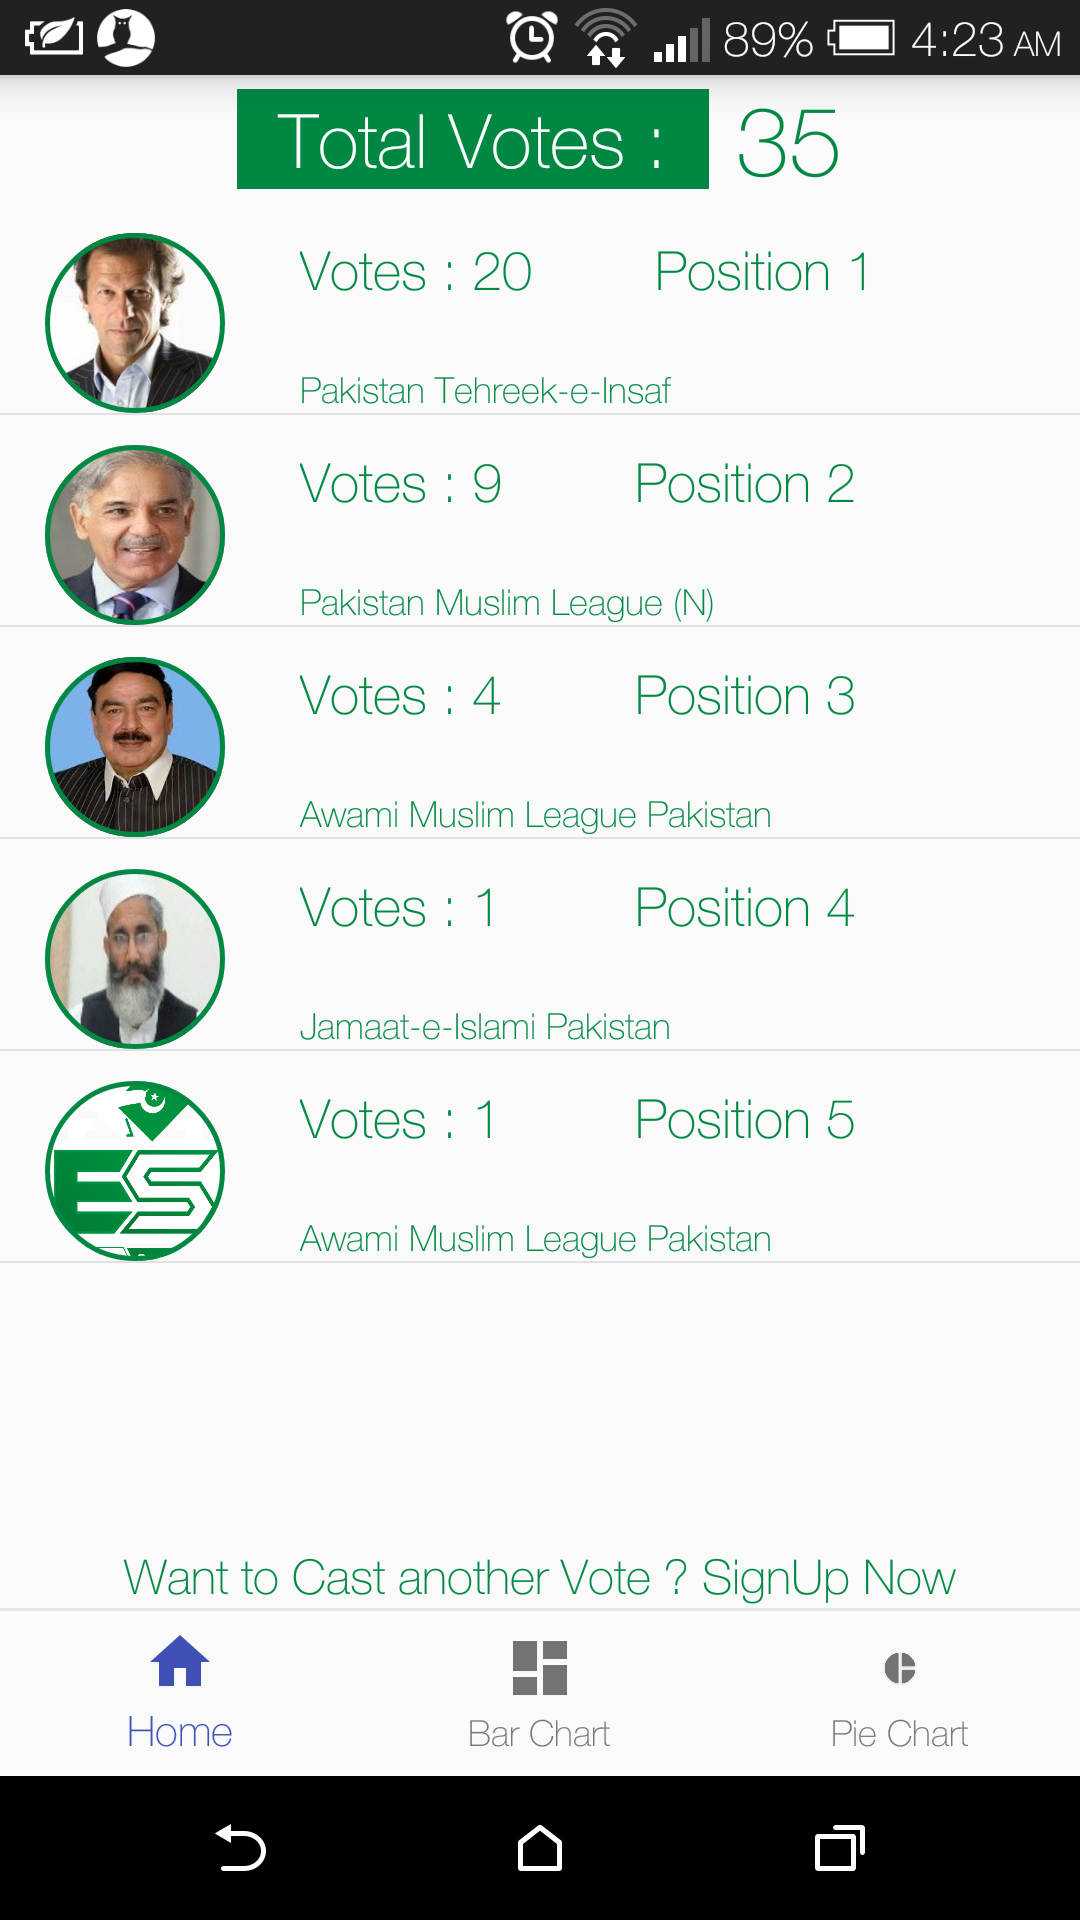 89% 4:23 AM
Total Votes : 35
Votes : 20 Position 1
Pakistan Tehreek-e-Insaf
Votes : 9 Position 2
Pakistan Muslim League (N)
Votes : 4 Position 3
Awami Muslim League Pakistan
Votes : 1 Position 4
Jamaat-e-Islami Pakistan
ES
Votes : 1 Position 5
Awami Muslim League Pakistan
Want to Cast another Vote ? SignUp Now
Home Bar Chart Pie Chart